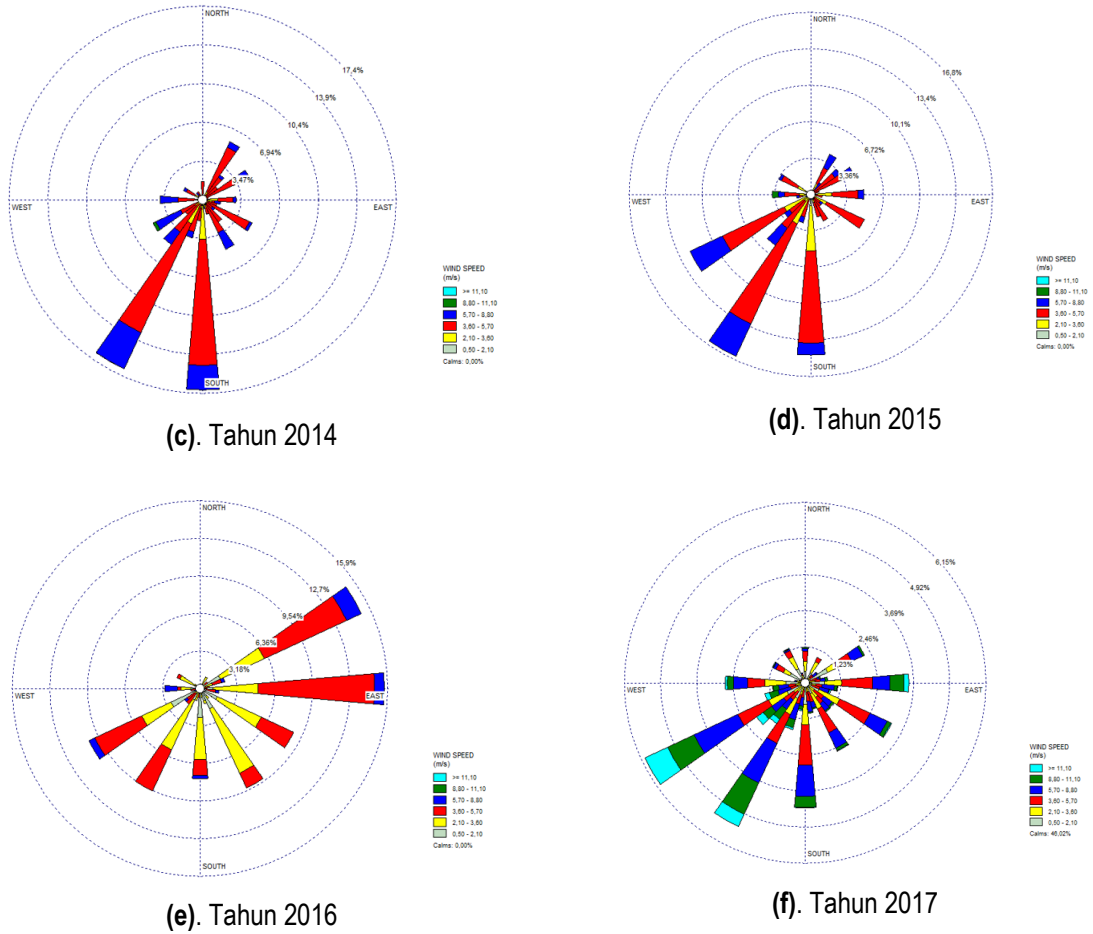 NORTH
17,4%
13,9%
10,4%
6,94%
3,47%
WEST
EAST
SOUTH
WIND SPEED
(m/s)
>= 11,10
8,80 - 11,10
5,70 - 8,80
3,60 - 5,70
2,10 - 3,60
0,50 - 2,10
Calms: 0,00%
(c). Tahun 2014
NORTH
16,8%
13,4%
10,1%
6,72%
3,36%
WEST
EAST
SOUTH
WIND SPEED
(m/s)
>= 11,10
8,80 - 11,10
5,70 - 8,80
3,60 - 5,70
2,10 - 3,60
0,50 - 2,10
Calms: 0,00%
(d). Tahun 2015
NORTH
15,9%
12,7%
9,54%
6,36%
3,18%
WEST
EAST
SOUTH
WIND SPEED
(m/s)
>= 11,10
8,80 - 11,10
5,70 - 8,80
3,60 - 5,70
2,10 - 3,60
0,50 - 2,10
Calms: 0,00%
(e). Tahun 2016
NORTH
6,15%
4,92%
3,69%
2,46%
1,23%
WEST
EAST
SOUTH
WIND SPEED
(m/s)
>= 11,10
8,80 - 11,10
5,70 - 8,80
3,60 - 5,70
2,10 - 3,60
0,50 - 2,10
Calms: 46,02%
(f). Tahun 2017